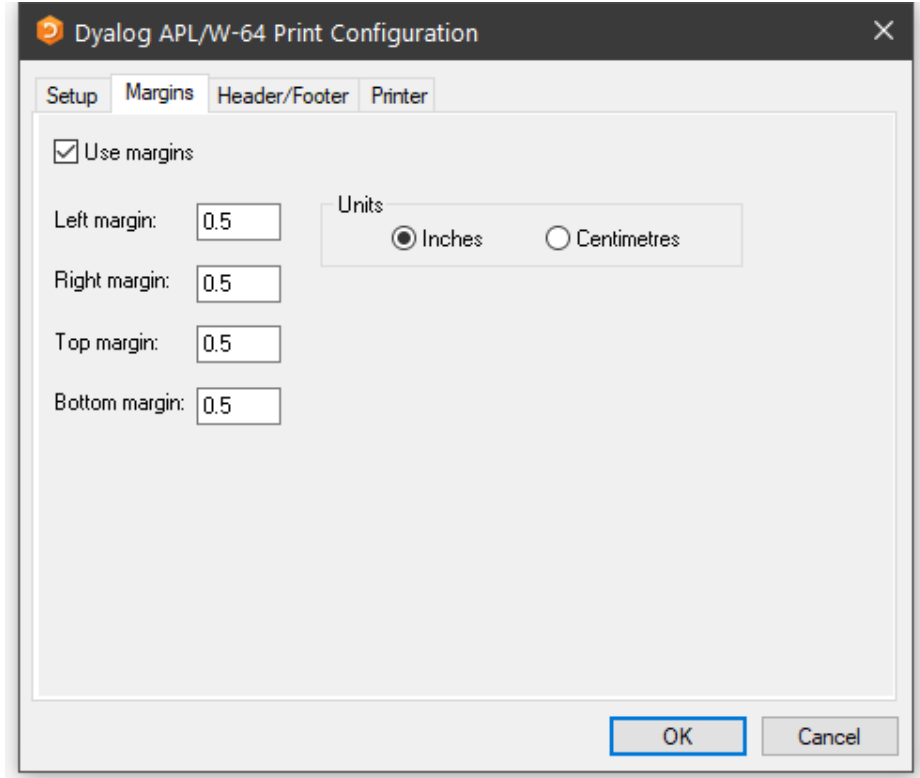 Dyalog APL/W-64 Print Configuration
Setup Margins Header/Footer Printer
Use margins
Left margin: 0.5
Units
Inches Centimetres
Right margin: 0.5
Top margin: 0.5
Bottom margin: 0.5
OK Cancel